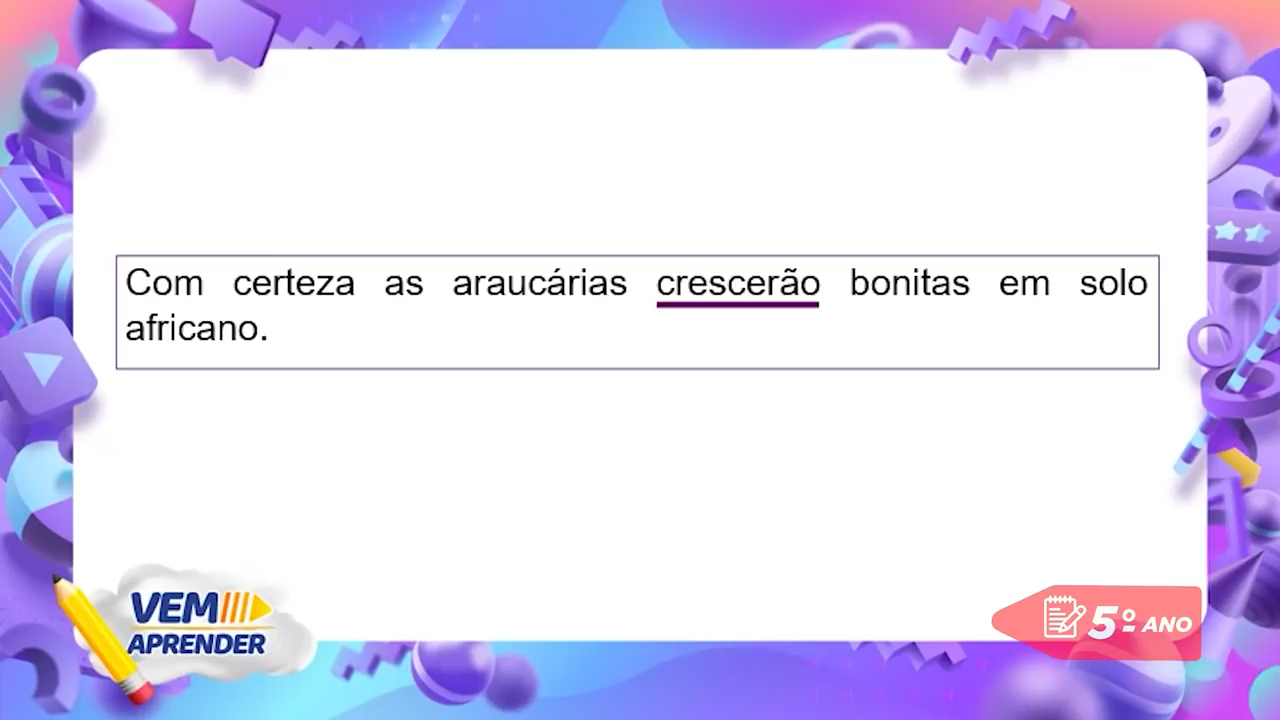 Com certeza as araucárias crescerão bonitas em solo
africano.
VEM
APRENDER
5º ANO